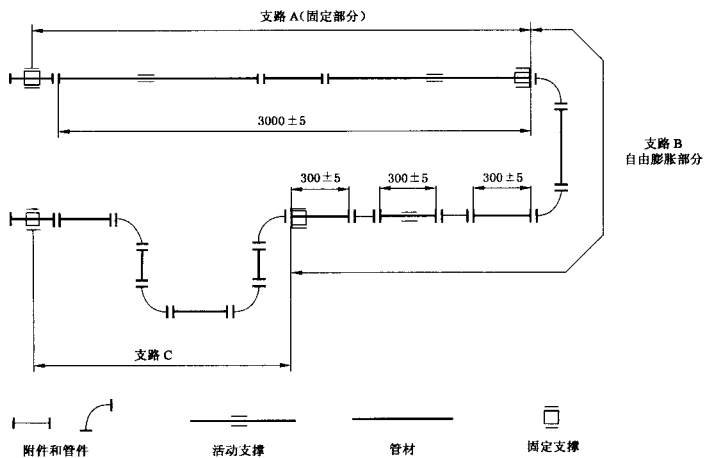 支路 A(固定部分)
3000±5
支路 B
自由膨胀部分
300±5
300±5
300±5
支路 C
附件和管件
活动支撑
管材
固定支撑